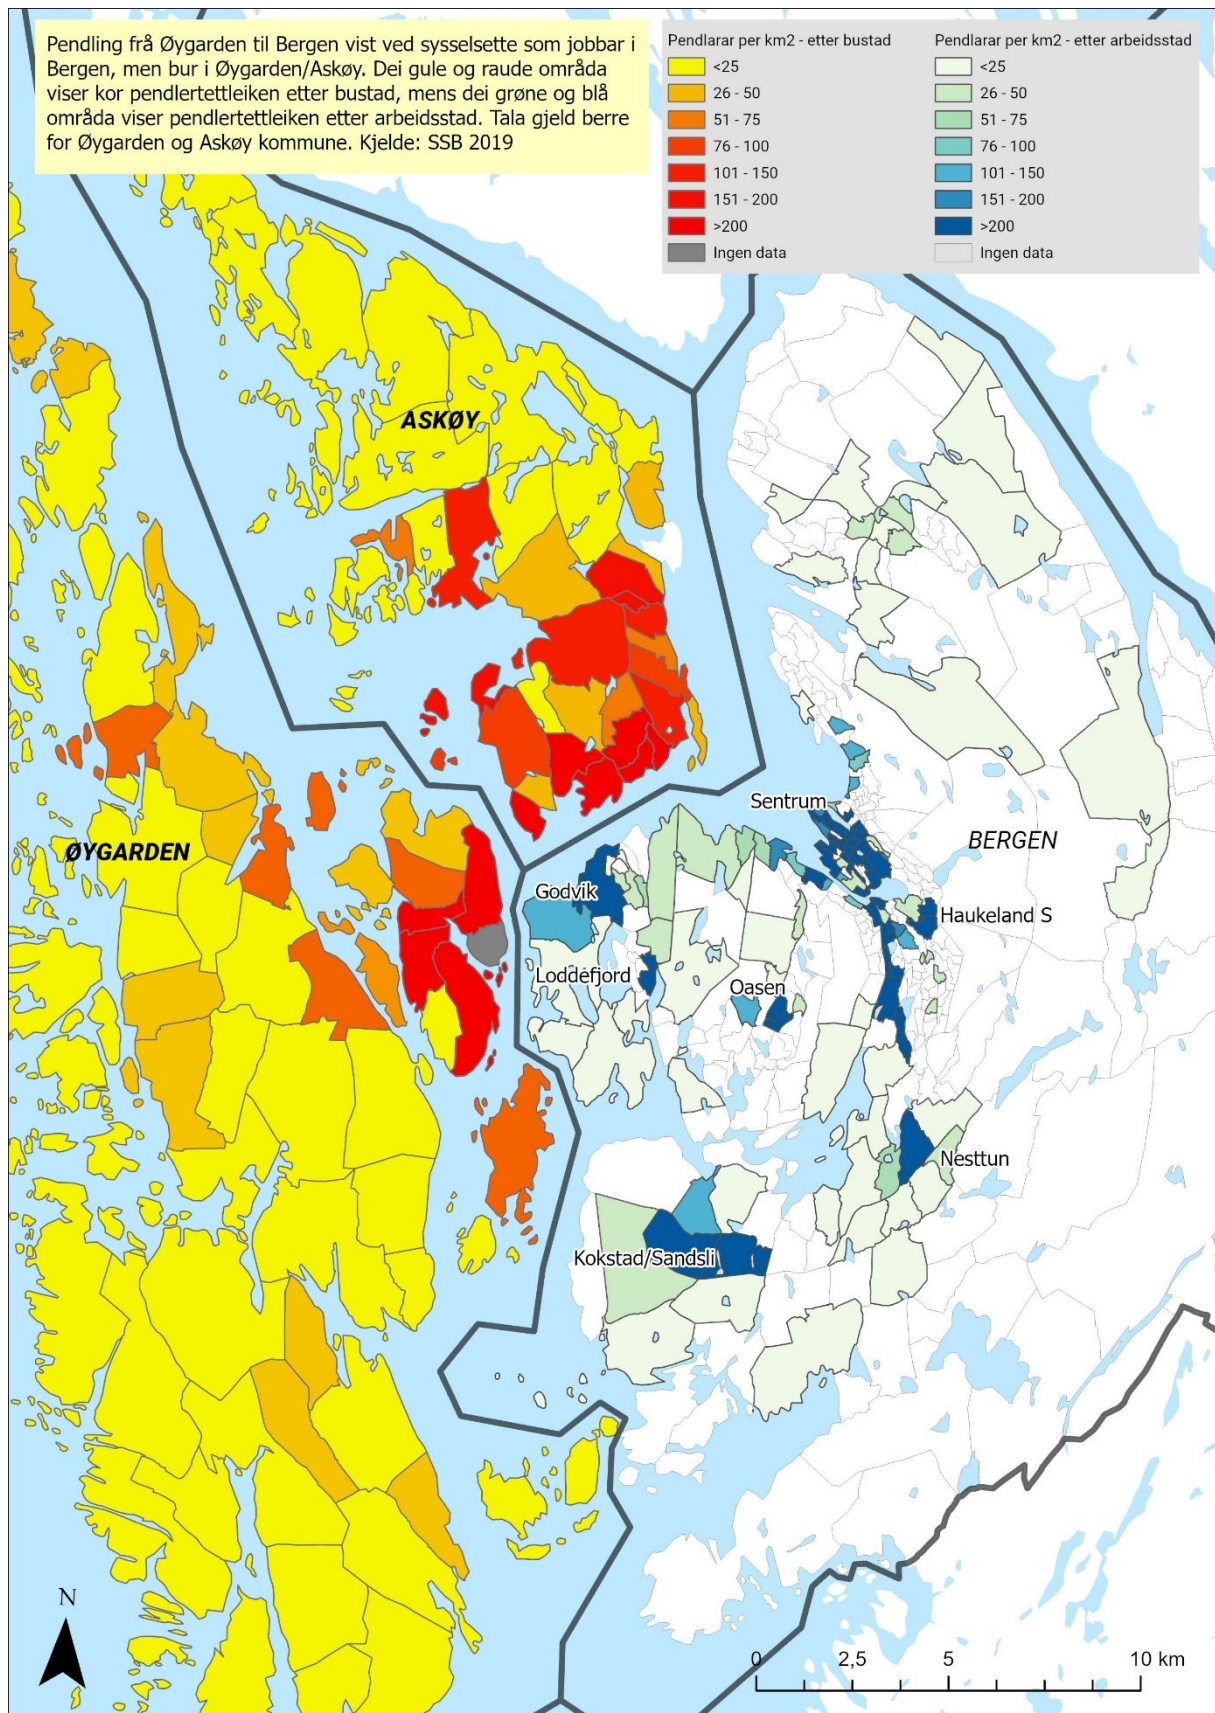 Pendling frå Øygarden til Bergen vist ved sysselsette som jobbar i
Bergen, men bur i Øygarden/Askøy. Dei gule og raude områda
viser kor pendlertettleiken etter bustad, mens dei grøne og blå
områda viser pendlertettleiken etter arbeidsstad. Tala gjeld berre
for Øygarden og Askøy kommune. Kjelde: SSB 2019
Pendlarar per km2 - etter bustad
<25
26 - 50
51 - 75
76 - 100
101 - 150
151 - 200
>200
Ingen data
Pendlarar per km2 - etter arbeidsstad
<25
26 - 50
51 - 75
76 - 100
101 - 150
151 - 200
>200
Ingen data
ASKØY
Sentrum
BERGEN
ØYGARDEN
Godvik
Haukeland S
Loddefjord
Oasen
Nesttun
Kokstad/Sandsli
N
0 2,5 5 10 km